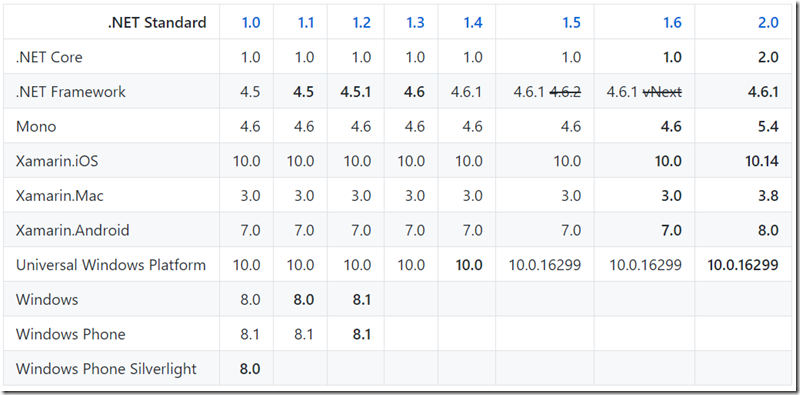 .NET Standard 1.0 1.1 1.2 1.3 1.4 1.5 1.6 2.0
.NET Core 1.0 1.0 1.0 1.0 1.0 1.0 1.0 2.0
.NET Framework 4.5 4.5 4.5.1 4.6 4.6.1 4.6.1 4.6.2 4.6.1 vNext 4.6.1
Mono 4.6 4.6 4.6 4.6 4.6 4.6 4.6 5.4
Xamarin.iOS 10.0 10.0 10.0 10.0 10.0 10.0 10.0 10.14
Xamarin.Mac 3.0 3.0 3.0 3.0 3.0 3.0 3.0 3.8
Xamarin.Android 7.0 7.0 7.0 7.0 7.0 7.0 7.0 8.0
Universal Windows Platform 10.0 10.0 10.0 10.0 10.0 10.0.16299 10.0.16299 10.0.16299
Windows 8.0 8.0 8.1
Windows Phone 8.1 8.1 8.1
Windows Phone Silverlight 8.0